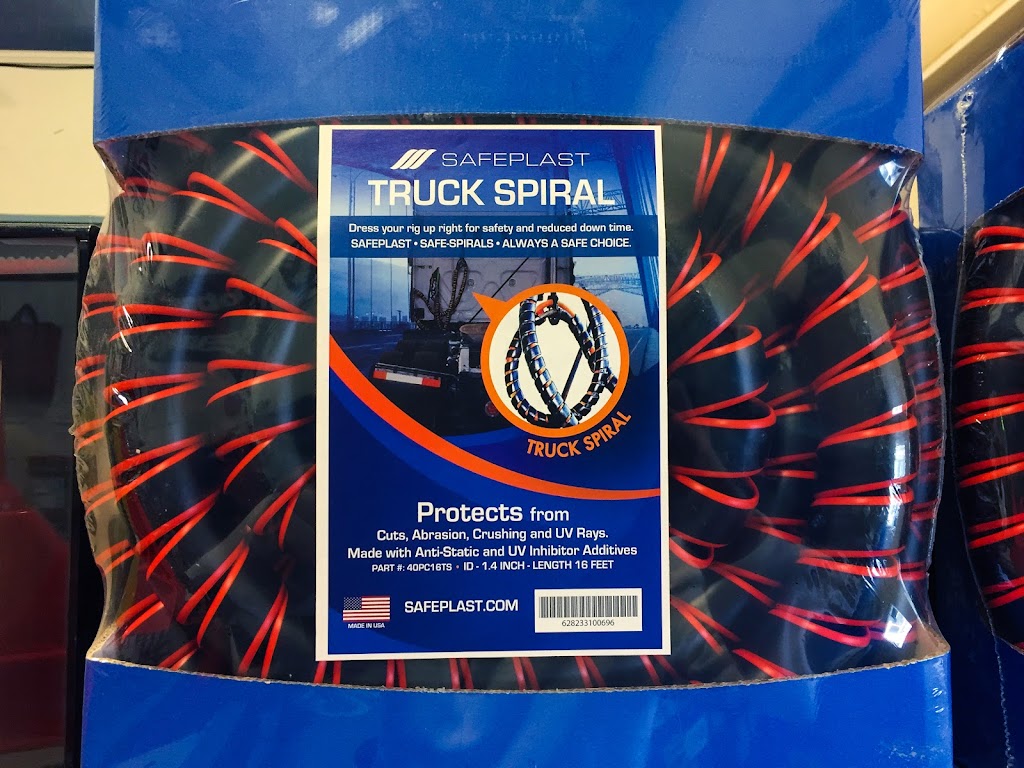 SAFEPLAST
TRUCK SPIRAL
Dress your rig up right for safety and reduced down time.
SAFEPLAST • SAFE-SPIRALS • ALWAYS A SAFE CHOICE.
TRUCK SPIRAL
Protects from
Cuts, Abrasion, Crushing and UV Rays.
Made with Anti-Static and UV Inhibitor Additives
PART #: 40PC16TS • ID - 1.4 INCH - LENGTH 16 FEET
MADE IN USA
SAFEPLAST.COM
628233100696